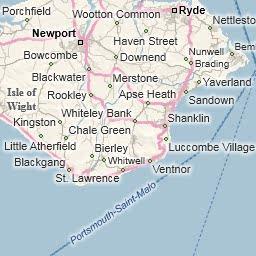 Porchfield
Wootton Common
Ryde
Nettlestone
Newport
Haven Street
Nunwell
Bem
Bowcombe
Downend
Brading
Blackwater
Merstone
Yaverland
Isle of
Wight
Rookley
Apse Heath
Sandown
Whiteley Bank
Shanklin
Kingston
Chale Green
Little Atherfield
Bierley
Luccombe Village
Blackgang
Whitwell
Ventnor
St. Lawrence
Portsmouth-Saint-Malo